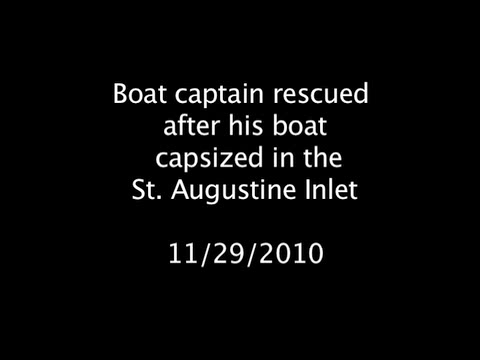 Boat captain rescued
after his boat
capsized in the
St. Augustine Inlet
11/29/2010